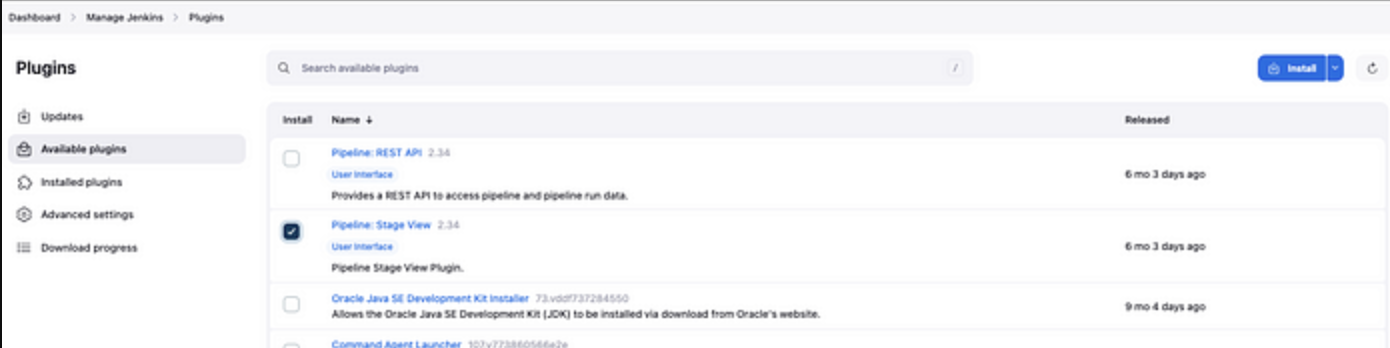 Dashboard > Manage Jenkins > Plugins
Plugins
Search available plugins /
Install
Updates
Available plugins
Installed plugins
Advanced settings
Download progress
Install Name ↓ Released
Pipeline: REST API 2.34
User Interface
Provides a REST API to access pipeline and pipeline run data.
6 mo 3 days ago
Pipeline: Stage View 2.34
User Interface
Pipeline Stage View Plugin.
6 mo 3 days ago
Oracle Java SE Development Kit Installer 73.vddf737284550
Allows the Oracle Java SE Development Kit (JDK) to be installed via download from Oracle's website.
9 mo 4 days ago
Command Agent Launcher 107.v773860566e2e